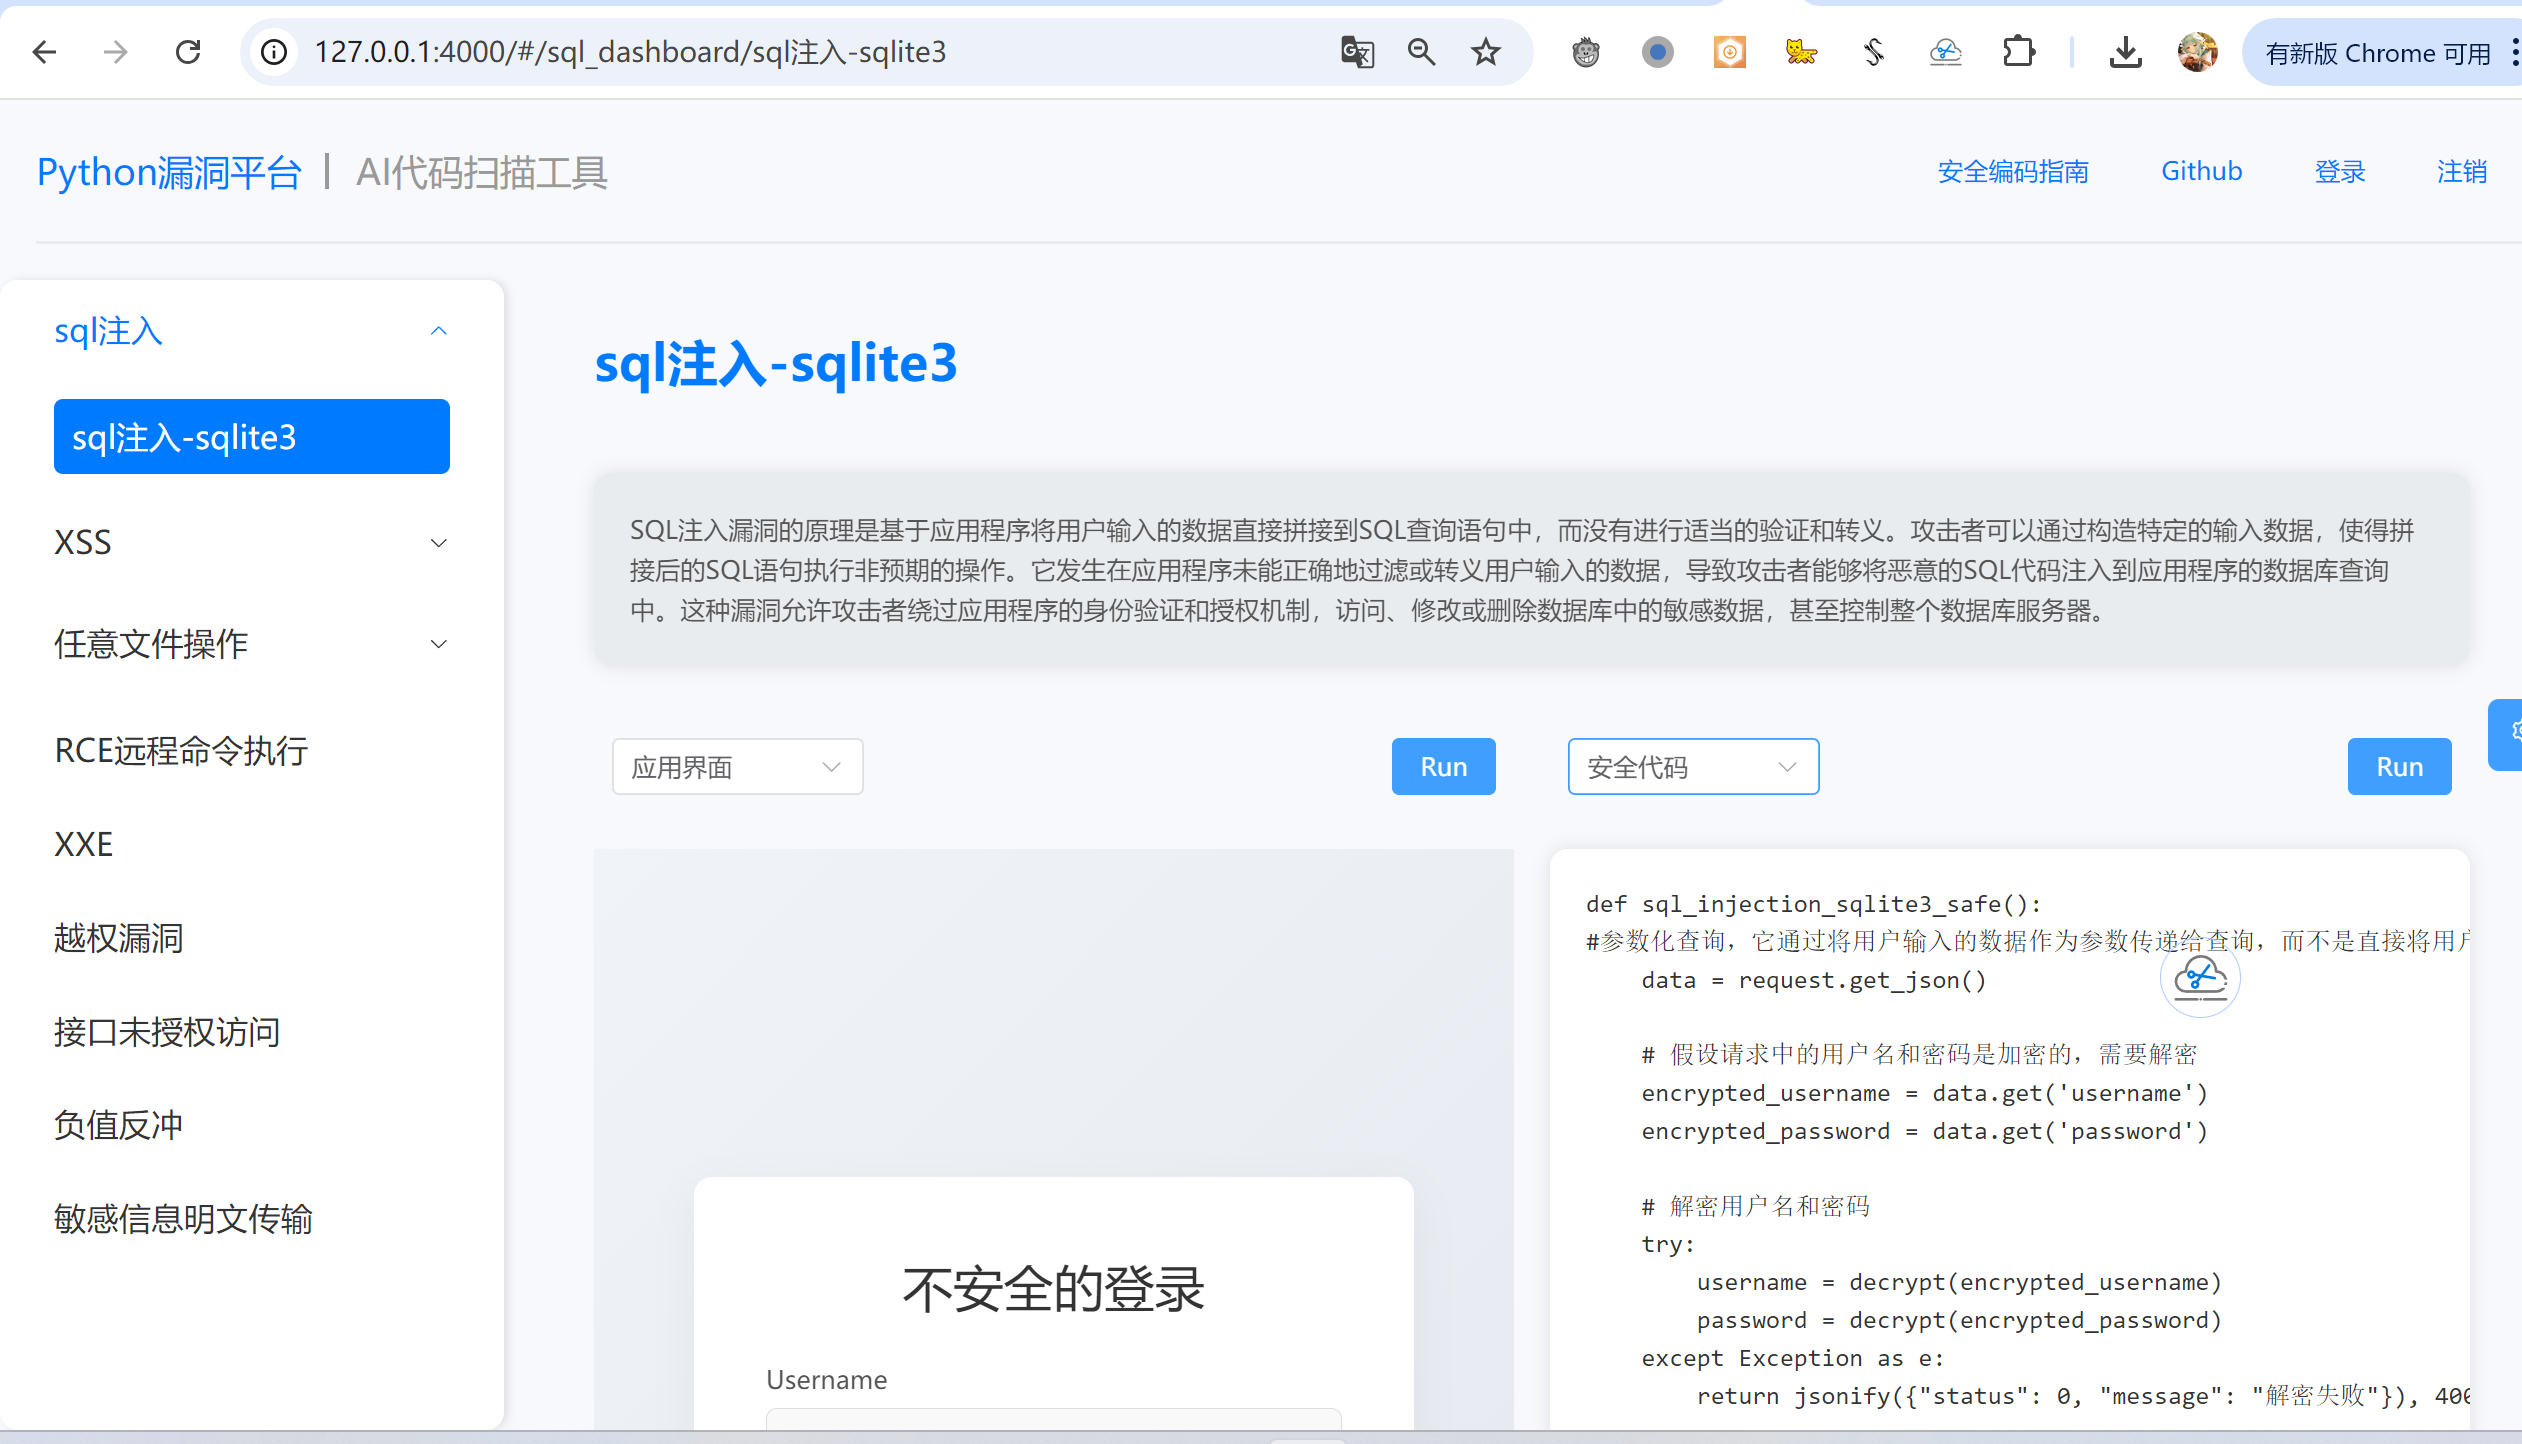 127.0.0.1:4000/#/sql_dashboard/sql注入-sqlite3
有新版 Chrome 可用
Python漏洞平台 | AI代码扫描工具
安全编码指南 Github 登录 注销
sql注入
sql注入-sqlite3
XSS
任意文件操作
RCE远程命令执行
XXE
越权漏洞
接口未授权访问
负值反冲
敏感信息明文传输
sql注入-sqlite3
SQL注入漏洞的原理是基于应用程序将用户输入的数据直接拼接到SQL查询语句中，而没有进行适当的验证和转义。攻击者可以通过构造特定的输入数据，使得拼
接后的SQL语句执行非预期的操作。它发生在应用程序未能正确地过滤或转义用户输入的数据，导致攻击者能够将恶意的SQL代码注入到应用程序的数据库查询
中。这种漏洞允许攻击者绕过应用程序的身份验证和授权机制，访问、修改或删除数据库中的敏感数据，甚至控制整个数据库服务器。
应用界面 Run
安全代码 Run
不安全的登录
Username
def sql_injection_sqlite3_safe():
#参数化查询，它通过将用户输入的数据作为参数传递给查询，而不是直接将用户
    data = request.get_json()
    # 假设请求中的用户名和密码是加密的，需要解密
    encrypted_username = data.get('username')
    encrypted_password = data.get('password')
    # 解密用户名和密码
    try:
        username = decrypt(encrypted_username)
        password = decrypt(encrypted_password)
    except Exception as e:
        return jsonify({"status": 0, "message": "解密失败"}), 400